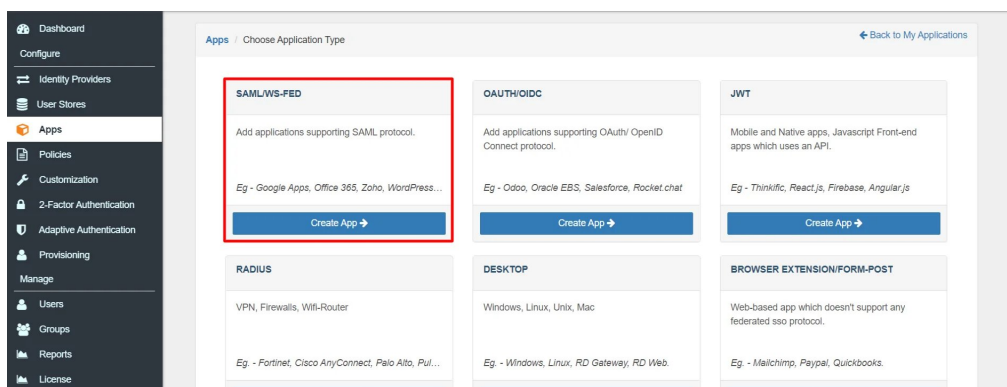 Dashboard
Configure
Identity Providers
User Stores
Apps
Policies
Customization
2-Factor Authentication
Adaptive Authentication
Provisioning
Manage
Users
Groups
Reports
License
Apps / Choose Application Type
← Back to My Applications
SAML/WS-FED
Add applications supporting SAML protocol.
Eg - Google Apps, Office 365, Zoho, WordPress...
Create App →
OAUTH/OIDC
Add applications supporting OAuth/ OpenID
Connect protocol.
Eg - Odoo, Oracle EBS, Salesforce, Rocket.chat
Create App →
JWT
Mobile and Native apps, Javascript Front-end
apps which uses an API.
Eg - Thinkific, React.js, Firebase, Angular.js
Create App →
RADIUS
VPN, Firewalls, Wifi-Router
Eg. - Fortinet, Cisco AnyConnect, Palo Alto, Pul...
DESKTOP
Windows, Linux, Unix, Mac
Eg. - Windows, Linux, RD Gateway, RD Web.
BROWSER EXTENSION/FORM-POST
Web-based app which doesn't support any
federated sso protocol.
Eg. - Mailchimp, Paypal, Quickbooks.